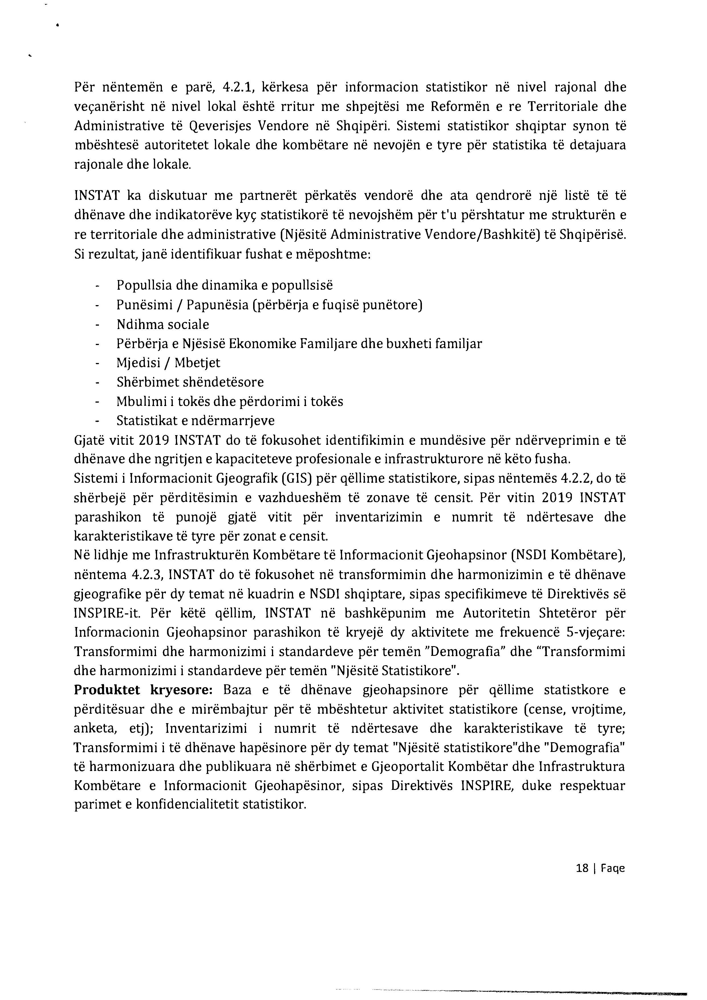 Për nëntemën e parë, 4.2.1, kërkesa për informacion statistikor në nivel rajonal dhe
veçanërisht në nivel lokal është rritur me shpejtësi me Reformën e re Territoriale dhe
Administrative të Qeverisjes Vendore në Shqipëri. Sistemi statistikor shqiptar synon të
mbështesë autoritetet lokale dhe kombëtare në nevojën e tyre për statistika të detajuara
rajonale dhe lokale.
INSTAT ka diskutuar me partnerët përkatës vendorë dhe ata qendrorë një listë të të
dhënave dhe indikatorëve kyç statistikorë të nevojshëm për t'u përshtatur me strukturën e
re territoriale dhe administrative (Njësitë Administrative Vendore/Bashkitë) të Shqipërisë.
Si rezultat, janë identifikuar fushat e mëposhtme:
- Popullsia dhe dinamika e popullsisë
- Punësimi / Papunësia (përbërja e fuqisë punëtore)
- Ndihma sociale
- Përbërja e Njësisë Ekonomike Familjare dhe buxheti familjar
- Mjedisi / Mbetjet
- Shërbimet shëndetësore
- Mbulimi i tokës dhe përdorimi i tokës
- Statistikat e ndërmarrjeve
Gjatë vitit 2019 INSTAT do të fokusohet identifikimin e mundësive për ndërveprimin e të
dhënave dhe ngritjen e kapaciteteve profesionale e infrastrukturore në këto fusha.
Sistemi i Informacionit Gjeografik (GIS) për qëllime statistikore, sipas nëntemës 4.2.2, do të
shërbejë për përditësimin e vazhdueshëm të zonave të censit. Për vitin 2019 INSTAT
parashikon të punojë gjatë vitit për inventarizimin e numrit të ndërtesave dhe
karakteristikave të tyre për zonat e censit.
Në lidhje me Infrastrukturën Kombëtare të Informacionit Gjeohapsinor (NSDI Kombëtare),
nëntema 4.2.3, INSTAT do të fokusohet në transformimin dhe harmonizimin e të dhënave
gjeografike për dy temat në kuadrin e NSDI shqiptare, sipas specifikimeve të Direktivës së
INSPIRE-it. Për këtë qëllim, INSTAT në bashkëpunim me Autoritetin Shtetëror për
Informacionin Gjeohapsinor parashikon të kryejë dy aktivitete me frekuencë 5-vjeçare:
Transformimi dhe harmonizimi i standardeve për temën ”Demografia” dhe “Transformimi
dhe harmonizimi i standardeve për temën "Njësitë Statistikore".
Produktet kryesore: Baza e të dhënave gjeohapsinore për qëllime statistkore e
përditësuar dhe e mirëmbajtur për të mbështetur aktivitet statistikore (cense, vrojtime,
anketa, etj); Inventarizimi i numrit të ndërtesave dhe karakteristikave të tyre;
Transformimi i të dhënave hapësinore për dy temat "Njësitë statistikore"dhe "Demografia"
të harmonizuara dhe publikuara në shërbimet e Gjeoportalit Kombëtar dhe Infrastruktura
Kombëtare e Informacionit Gjeohapësinor, sipas Direktivës INSPIRE, duke respektuar
parimet e konfidencialitetit statistikor.
18 | Faqe